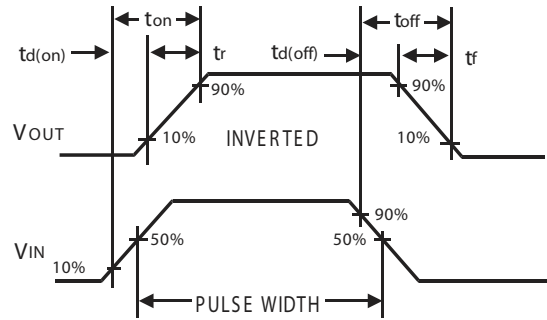 ton toff
td(on) tr td(off) tf
90% 90%
VOUT 10% INVERTED 10%
90%
VIN 50% 50%
10%
PULSE WIDTH